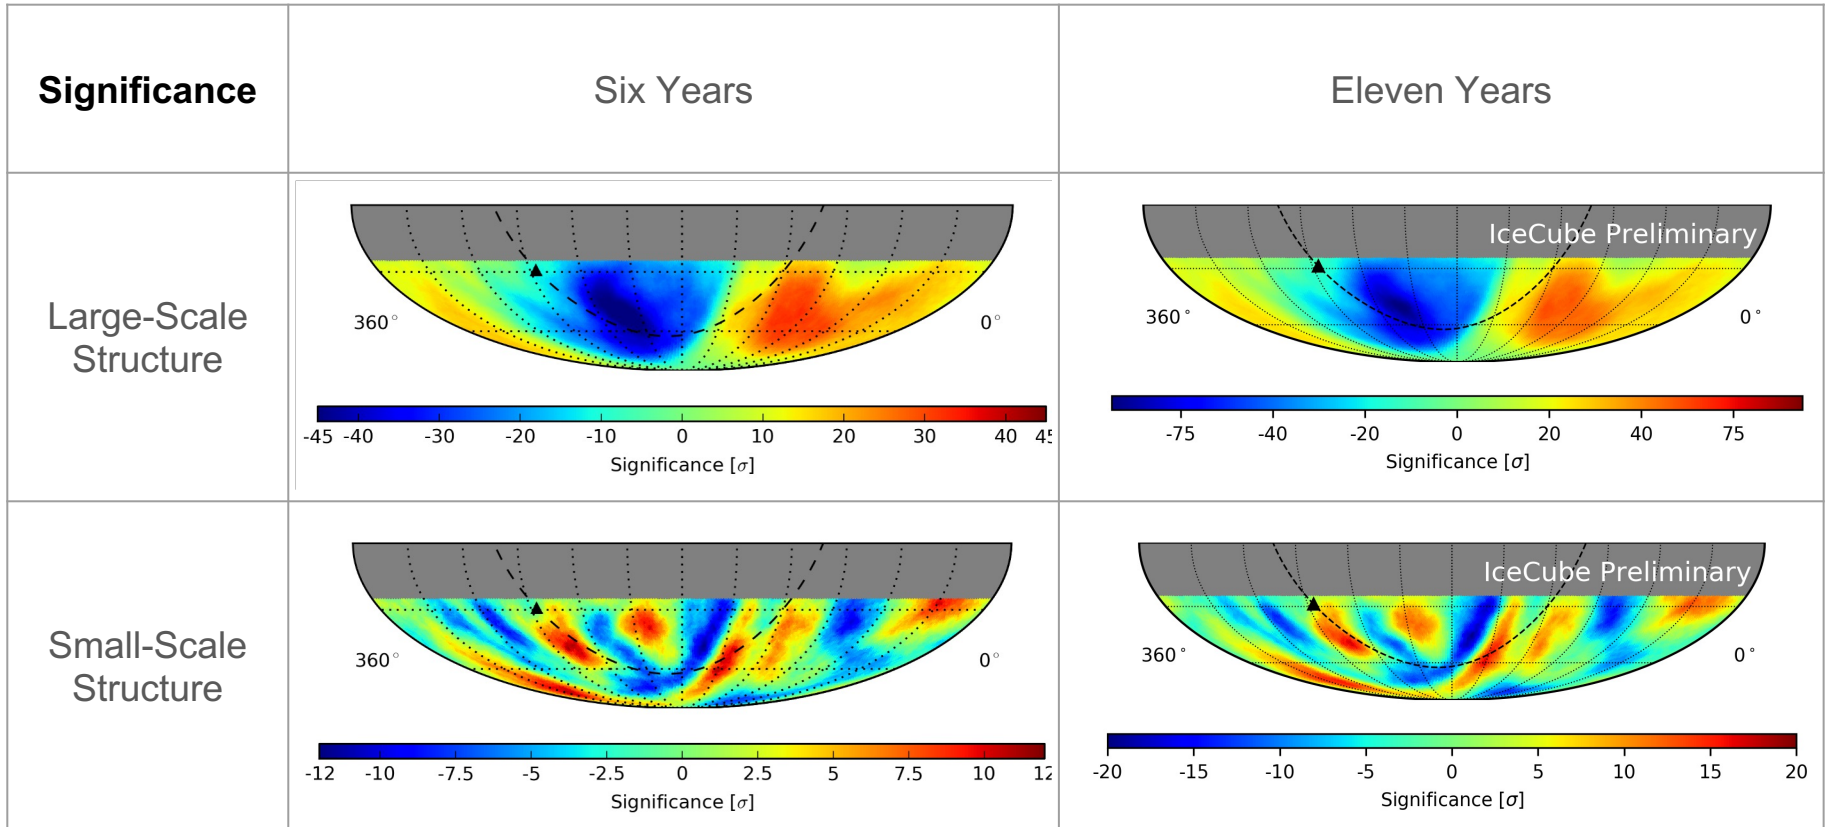 Significance
Six Years
Eleven Years
Large-Scale
Structure
360°
0°
-45 -40 -30 -20 -10 0 10 20 30 40 45
Significance [σ]
IceCube Preliminary
360°
0°
-75 -40 -20 0 20 40 75
Significance [σ]
Small-Scale
Structure
360°
0°
-12 -10 -7.5 -5 -2.5 0 2.5 5 7.5 10 12
Significance [σ]
IceCube Preliminary
360°
0°
-20 -15 -10 -5 0 5 10 15 20
Significance [σ]